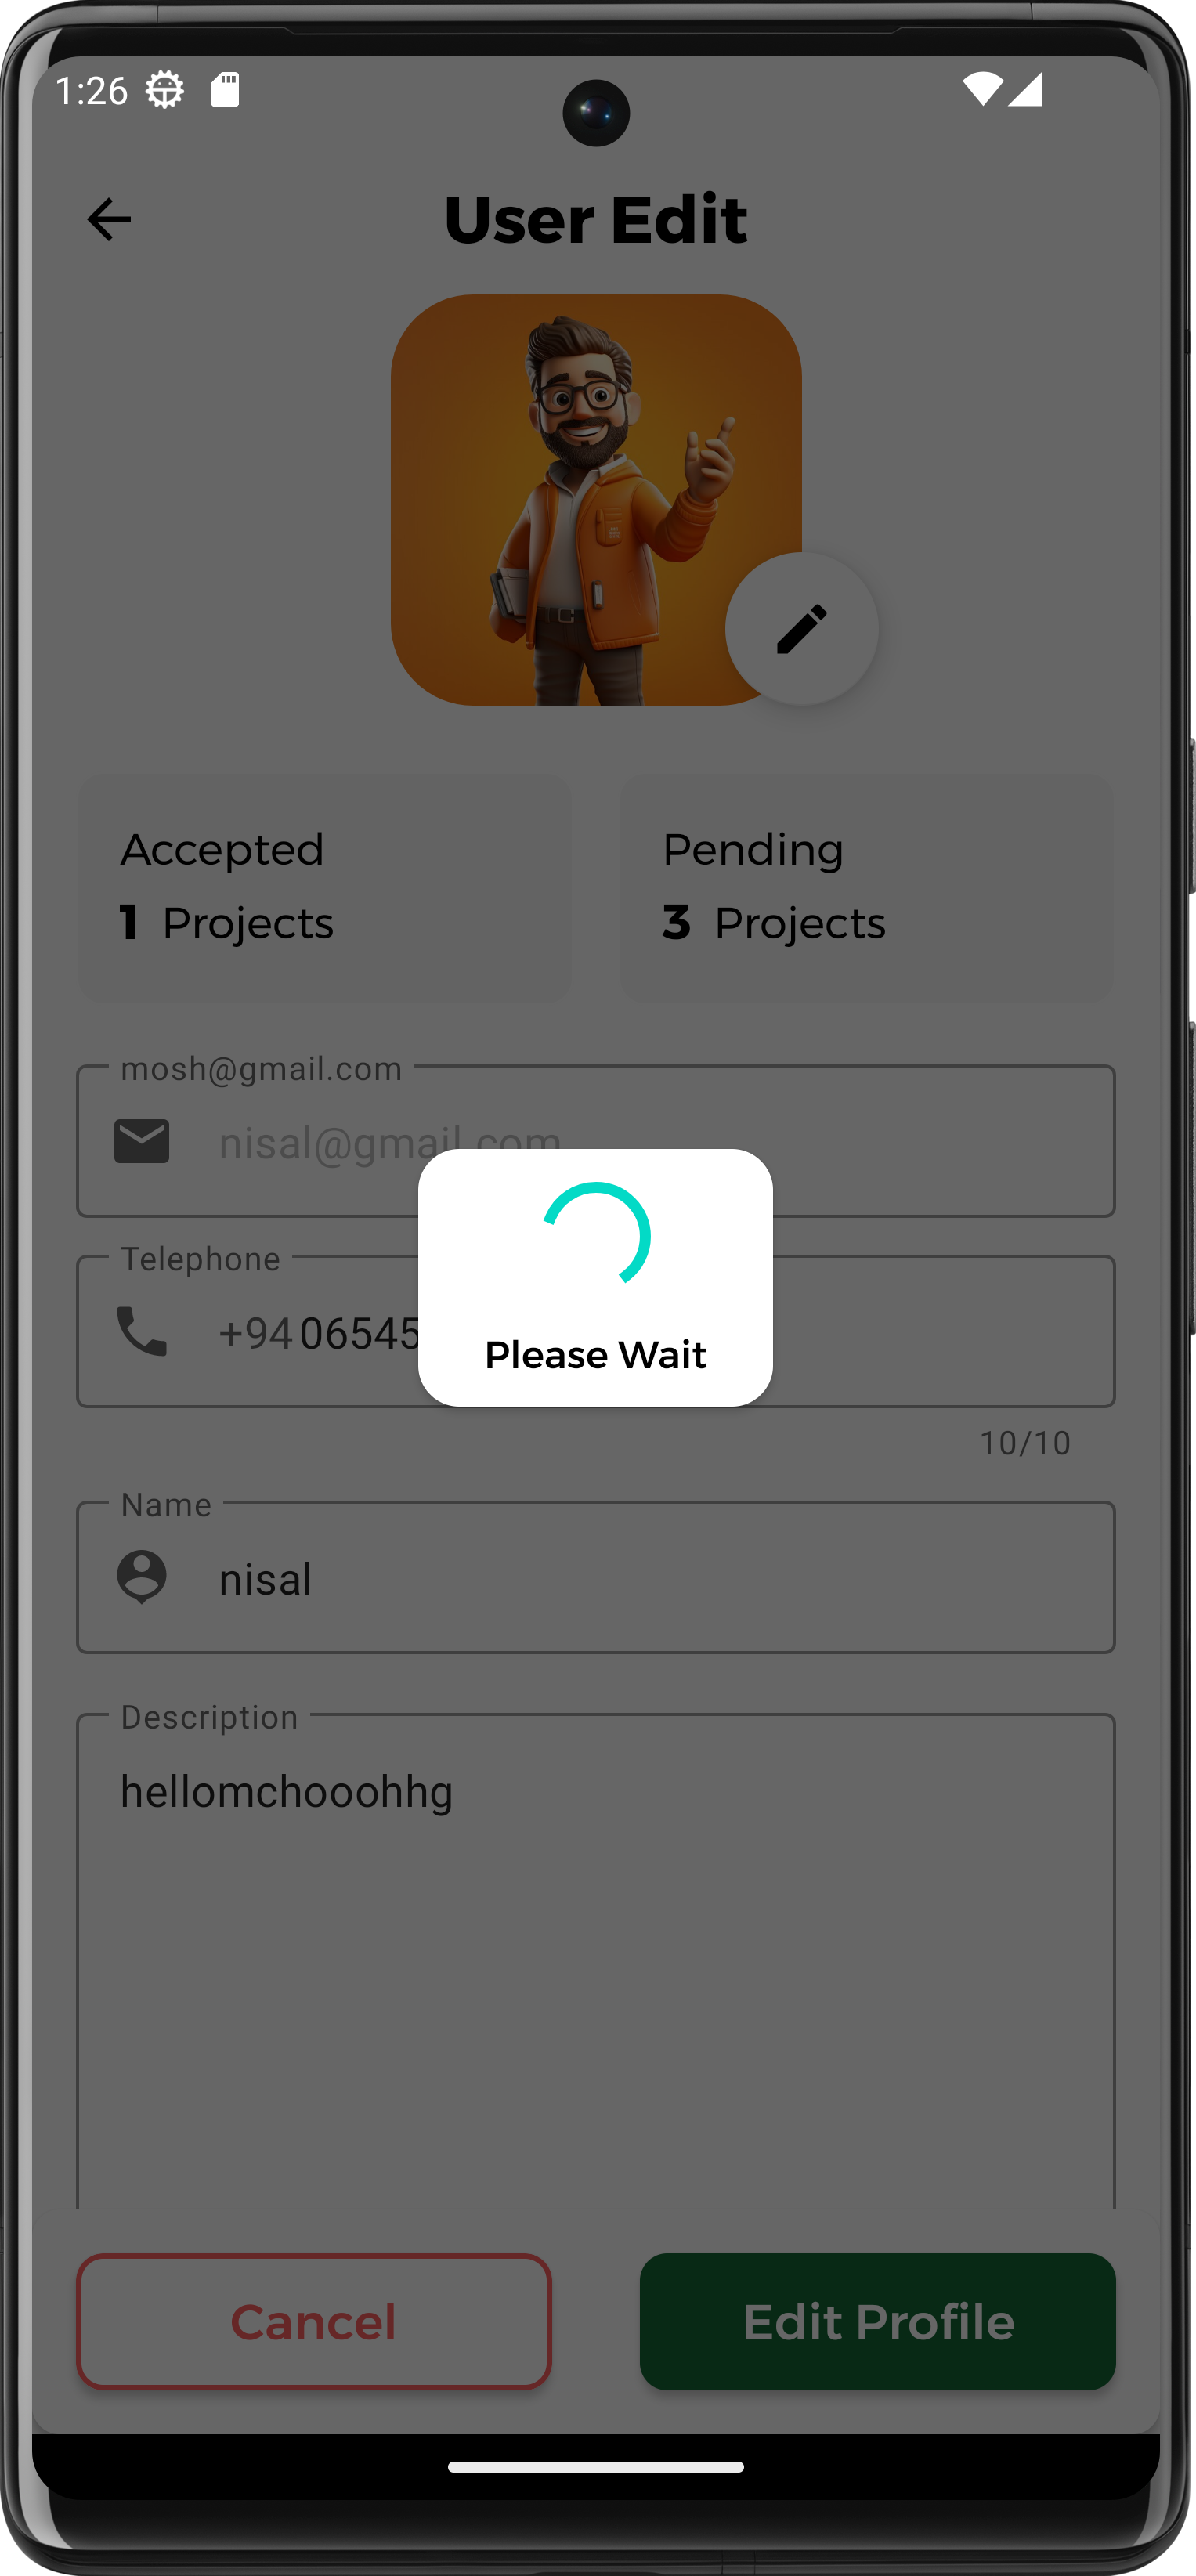 1:26
User Edit
Accepted
1 Projects
Pending
3 Projects
mosh@gmail.com
nisal@gmail.com
Telephone
+94 06545
Please Wait
10/10
Name
nisal
Description
hellomchooohhg
Cancel
Edit Profile